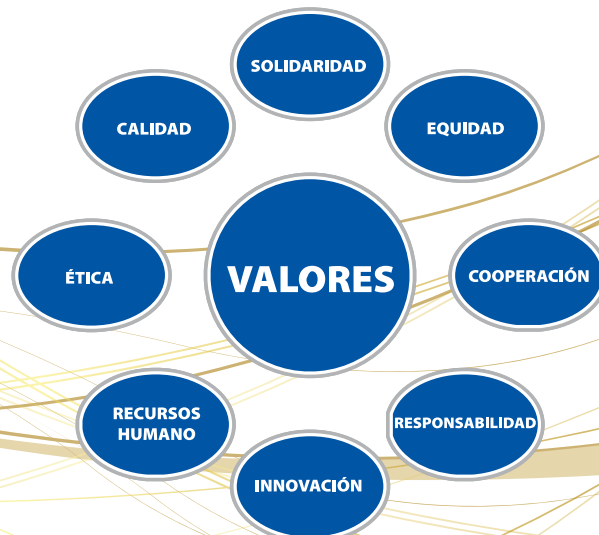 SOLIDARIDAD
CALIDAD
EQUIDAD
ÉTICA
VALORES
COOPERACIÓN
RECURSOS
HUMANO
RESPONSABILIDAD
INNOVACIÓN